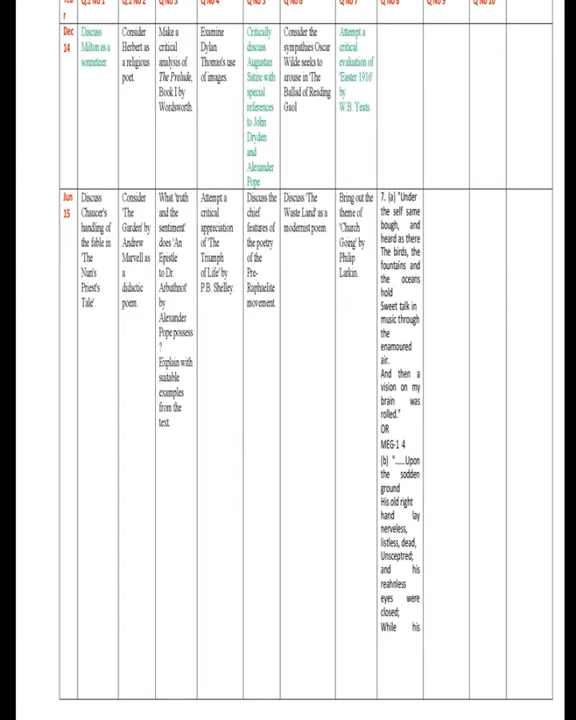 r
Dec
14
Discuss
Milton as a
sonneteer.
Consider
Herbert as
a religious
poet.
Make a
critical
analysis of
The Prelude,
Book I by
Wordsworth.
Examine
Dylan
Thomas's use
of images.
Critically
discuss
Augustan
Satire with
special
references
to John
Dryden
and
Alexander
Pope
Consider the
sympathies Oscar
Wilde seeks to
arouse in 'The
Ballad of Reading
Gaol
Attempt a
critical
evaluation of
'Easter 1916'
by
W.B. Yeats.
Jun
15
Discuss
Chaucer's
handling of
the fable in
'The
Nun's
Priest's
Tale'.
Consider
'The
Garden' by
Andrew
Marvell as
a
didactic
poem.
What 'truth
and the
sentiment'
does 'An
Epistle
to Dr.
Arbuthnot'
by
Alexander
Pope possess
?
Explain with
suitable
examples
from the
text.
Attempt a
critical
appreciation
of 'The
Triumph
of Life' by
P.B. Shelley.
Discuss the
chief
features of
the poetry
of the
Pre-
Raphaelite
movement.
Discuss 'The
Waste Land' as a
modernist poem.
Bring out the
theme of
'Church
Going' by
Philip
Larkin.
7. (a) "Under
the self same
bough, and
heard as there
The birds, the
fountains and
the oceans
hold
Sweet talk in
music through
the
enamoured
air.
And then a
vision on my
brain was
rolled."
OR
MEG-1 4
(b) "......Upon
the sodden
ground
His old right
hand lay
nerveless,
listless, dead,
Unsceptred;
and his
reahnless
eyes were
closed;
While his